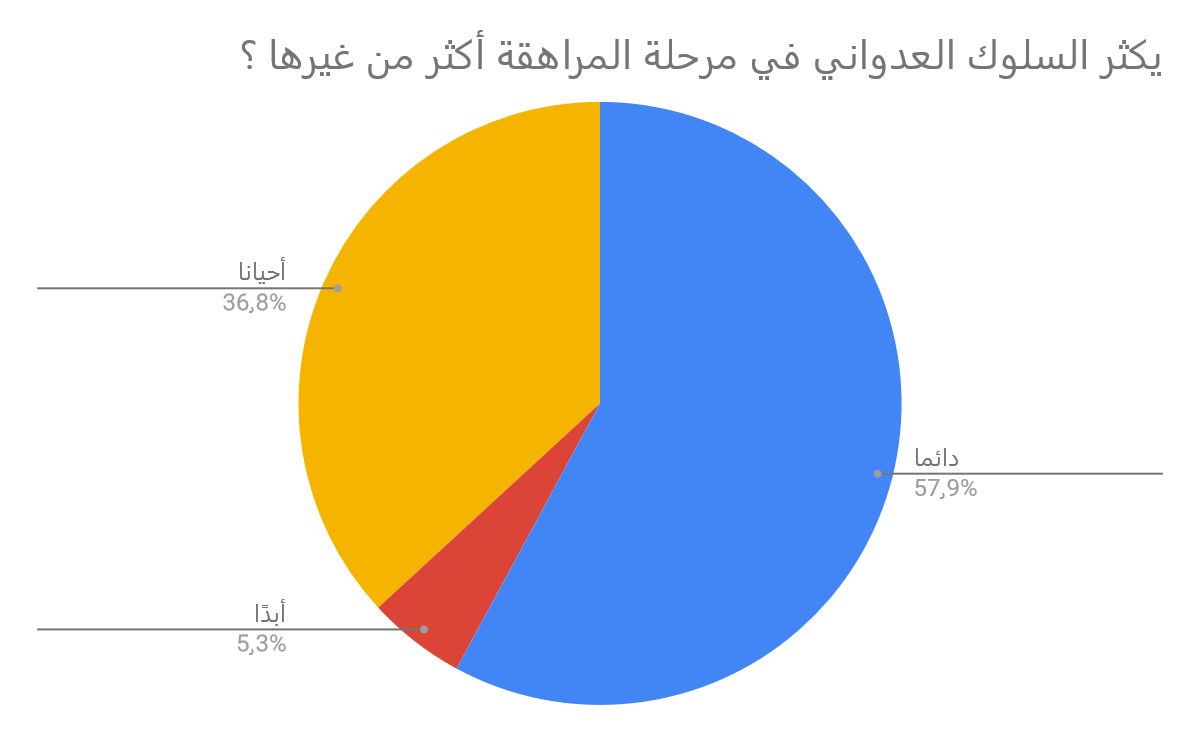 يكثر السلوك العدواني في مرحلة المراهقة أكثر من غيرها ؟
أحيانا
36,8%
دائما
57,9%
أبدًا
5,3%